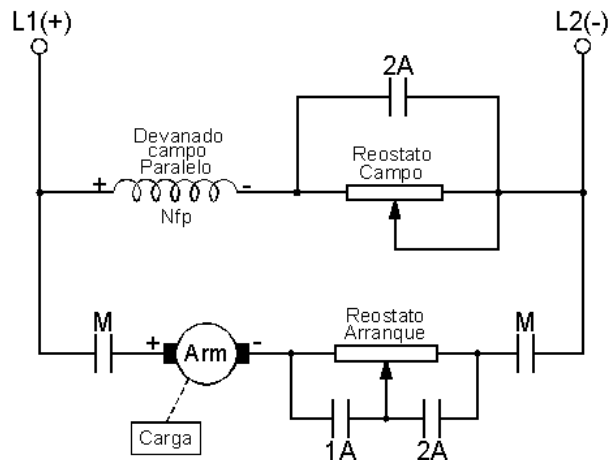 L1(+)
L2(-)
2A
Devanado
campo
Paralelo
Reostato
Campo
+
-
Nfp
M
+
Arm
-
Reostato
Arranque
M
Carga
1A
2A